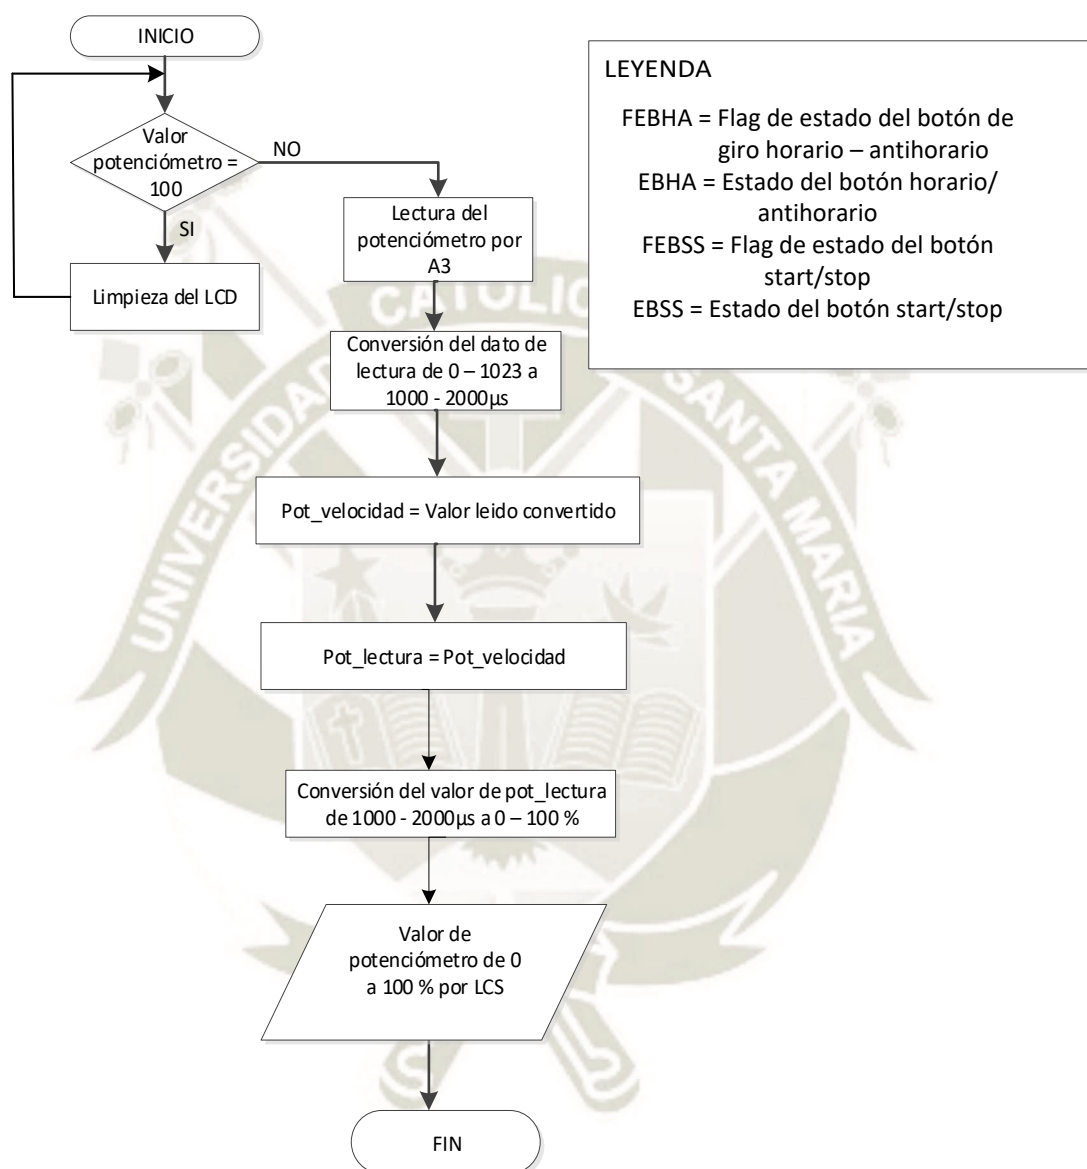 INICIO
Valor
potenciómetro =
100
NO
SI
Limpieza del LCD
Lectura del
potenciómetro por
A3
Conversión del dato de
lectura de 0 – 1023 a
1000 - 2000µs
Pot_velocidad = Valor leido convertido
Pot_lectura = Pot_velocidad
Conversión del valor de pot_lectura
de 1000 - 2000µs a 0 – 100 %
Valor de
potenciómetro de 0
a 100 % por LCS
FIN
LEYENDA
FEBHA = Flag de estado del botón de
giro horario – antihorario
EBHA = Estado del botón horario/
antihorario
FEBSS = Flag de estado del botón
start/stop
EBSS = Estado del botón start/stop